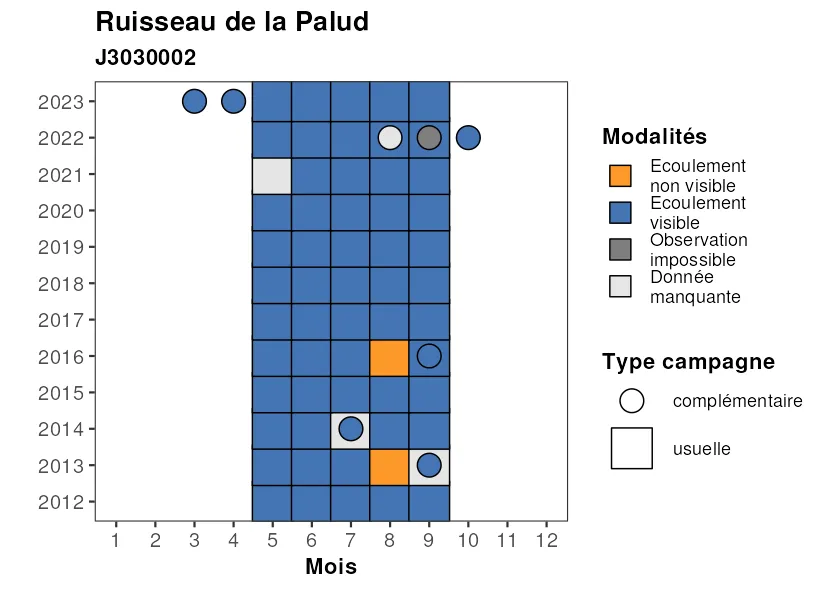 Ruisseau de la Palud
J3030002
2023
2022
2021
2020
2019
2018
2017
2016
2015
2014
2013
2012
1 2 3 4 5 6 7 8 9 10 11 12
Mois
Modalités
Ecoulement
non visible
Ecoulement
visible
Observation
impossible
Donnée
manquante
Type campagne
complémentaire
usuelle